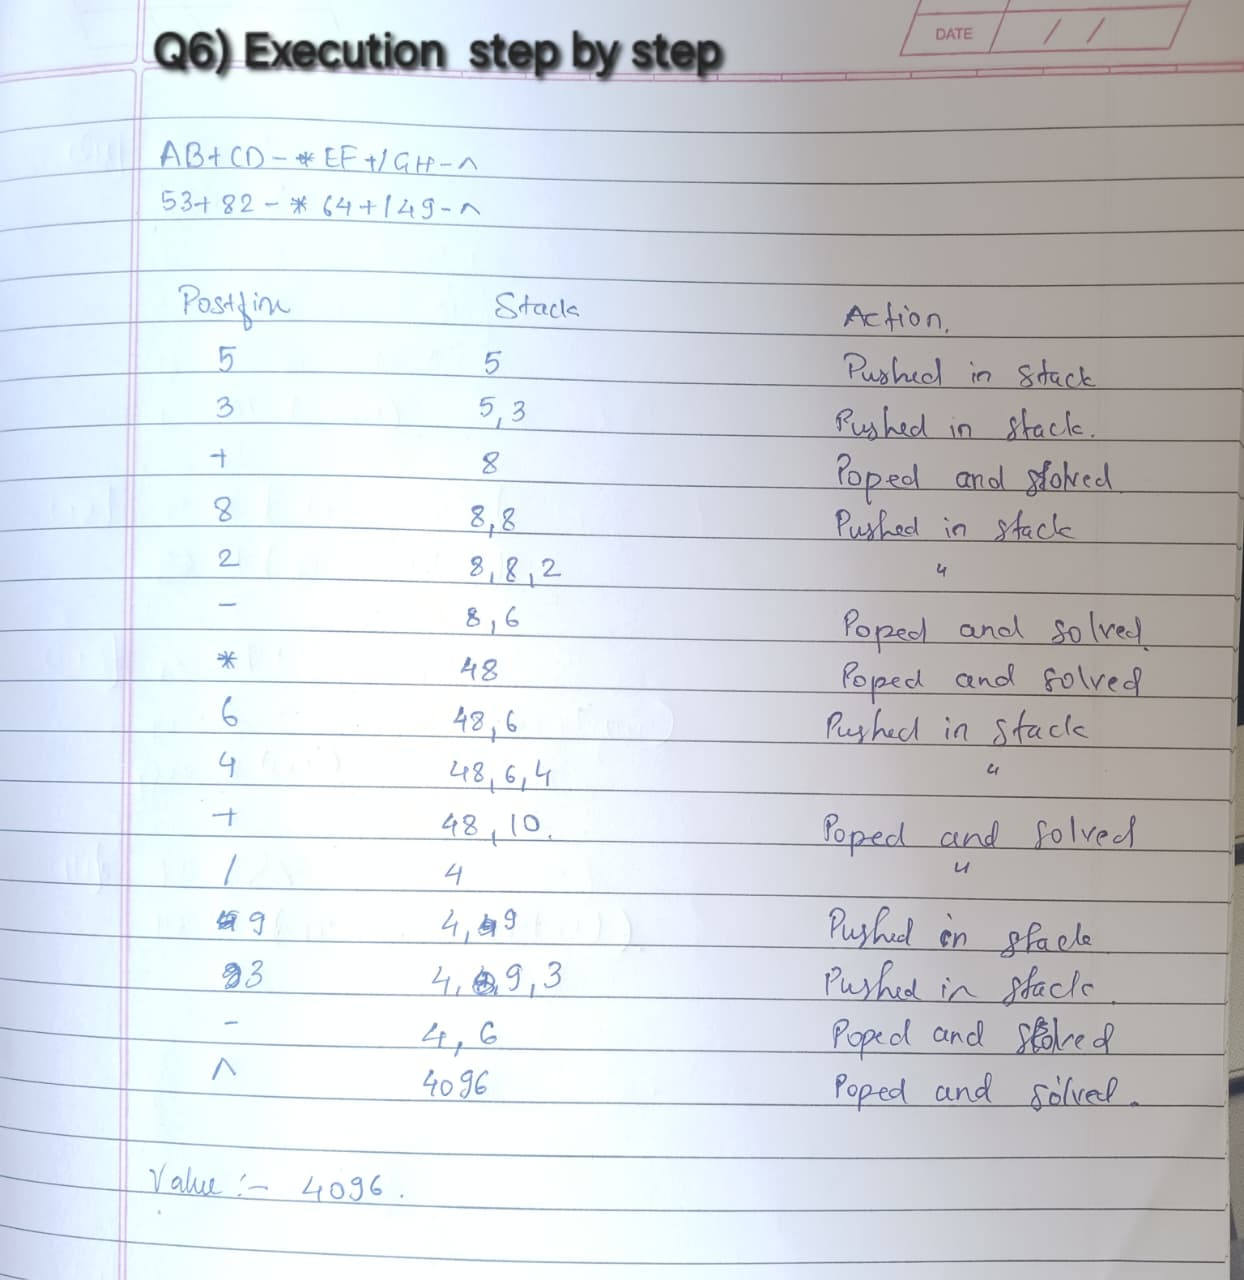 DATE / /
Q6) Execution step by step
AB+CD-*EF+/GH-^
53+82-*64+/49-^
Postfix Stack Action.
5 5 Pushed in stack
3 5,3 Pushed in stack.
+ 8 Poped and solved
8 8,8 Pushed in stack
2 8,8,2 "
- 8,6 Poped and solved.
* 48 Poped and solved
6 48,6 Pushed in stack
4 48,6,4 "
+ 48,10. Poped and solved
/ 4 "
9 4,9 Pushed in stack
3 4,9,3 Pushed in stack.
- 4,6 Poped and solved
^ 4096 Poped and solved.
Value :- 4096.